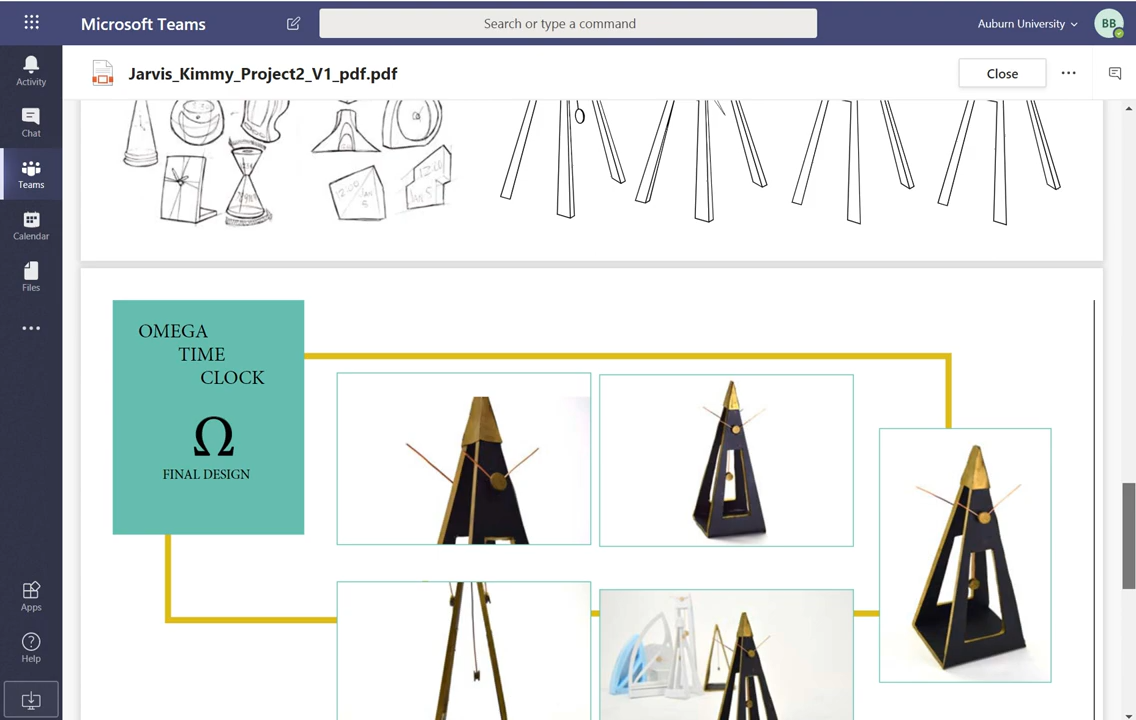 Microsoft Teams
Search or type a command
Auburn University
BB
Activity
Jarvis_Kimmy_Project2_V1_pdf.pdf
Close
Chat
Teams
Calendar
Files
OMEGA
TIME
CLOCK
Ω
FINAL DESIGN
Apps
Help